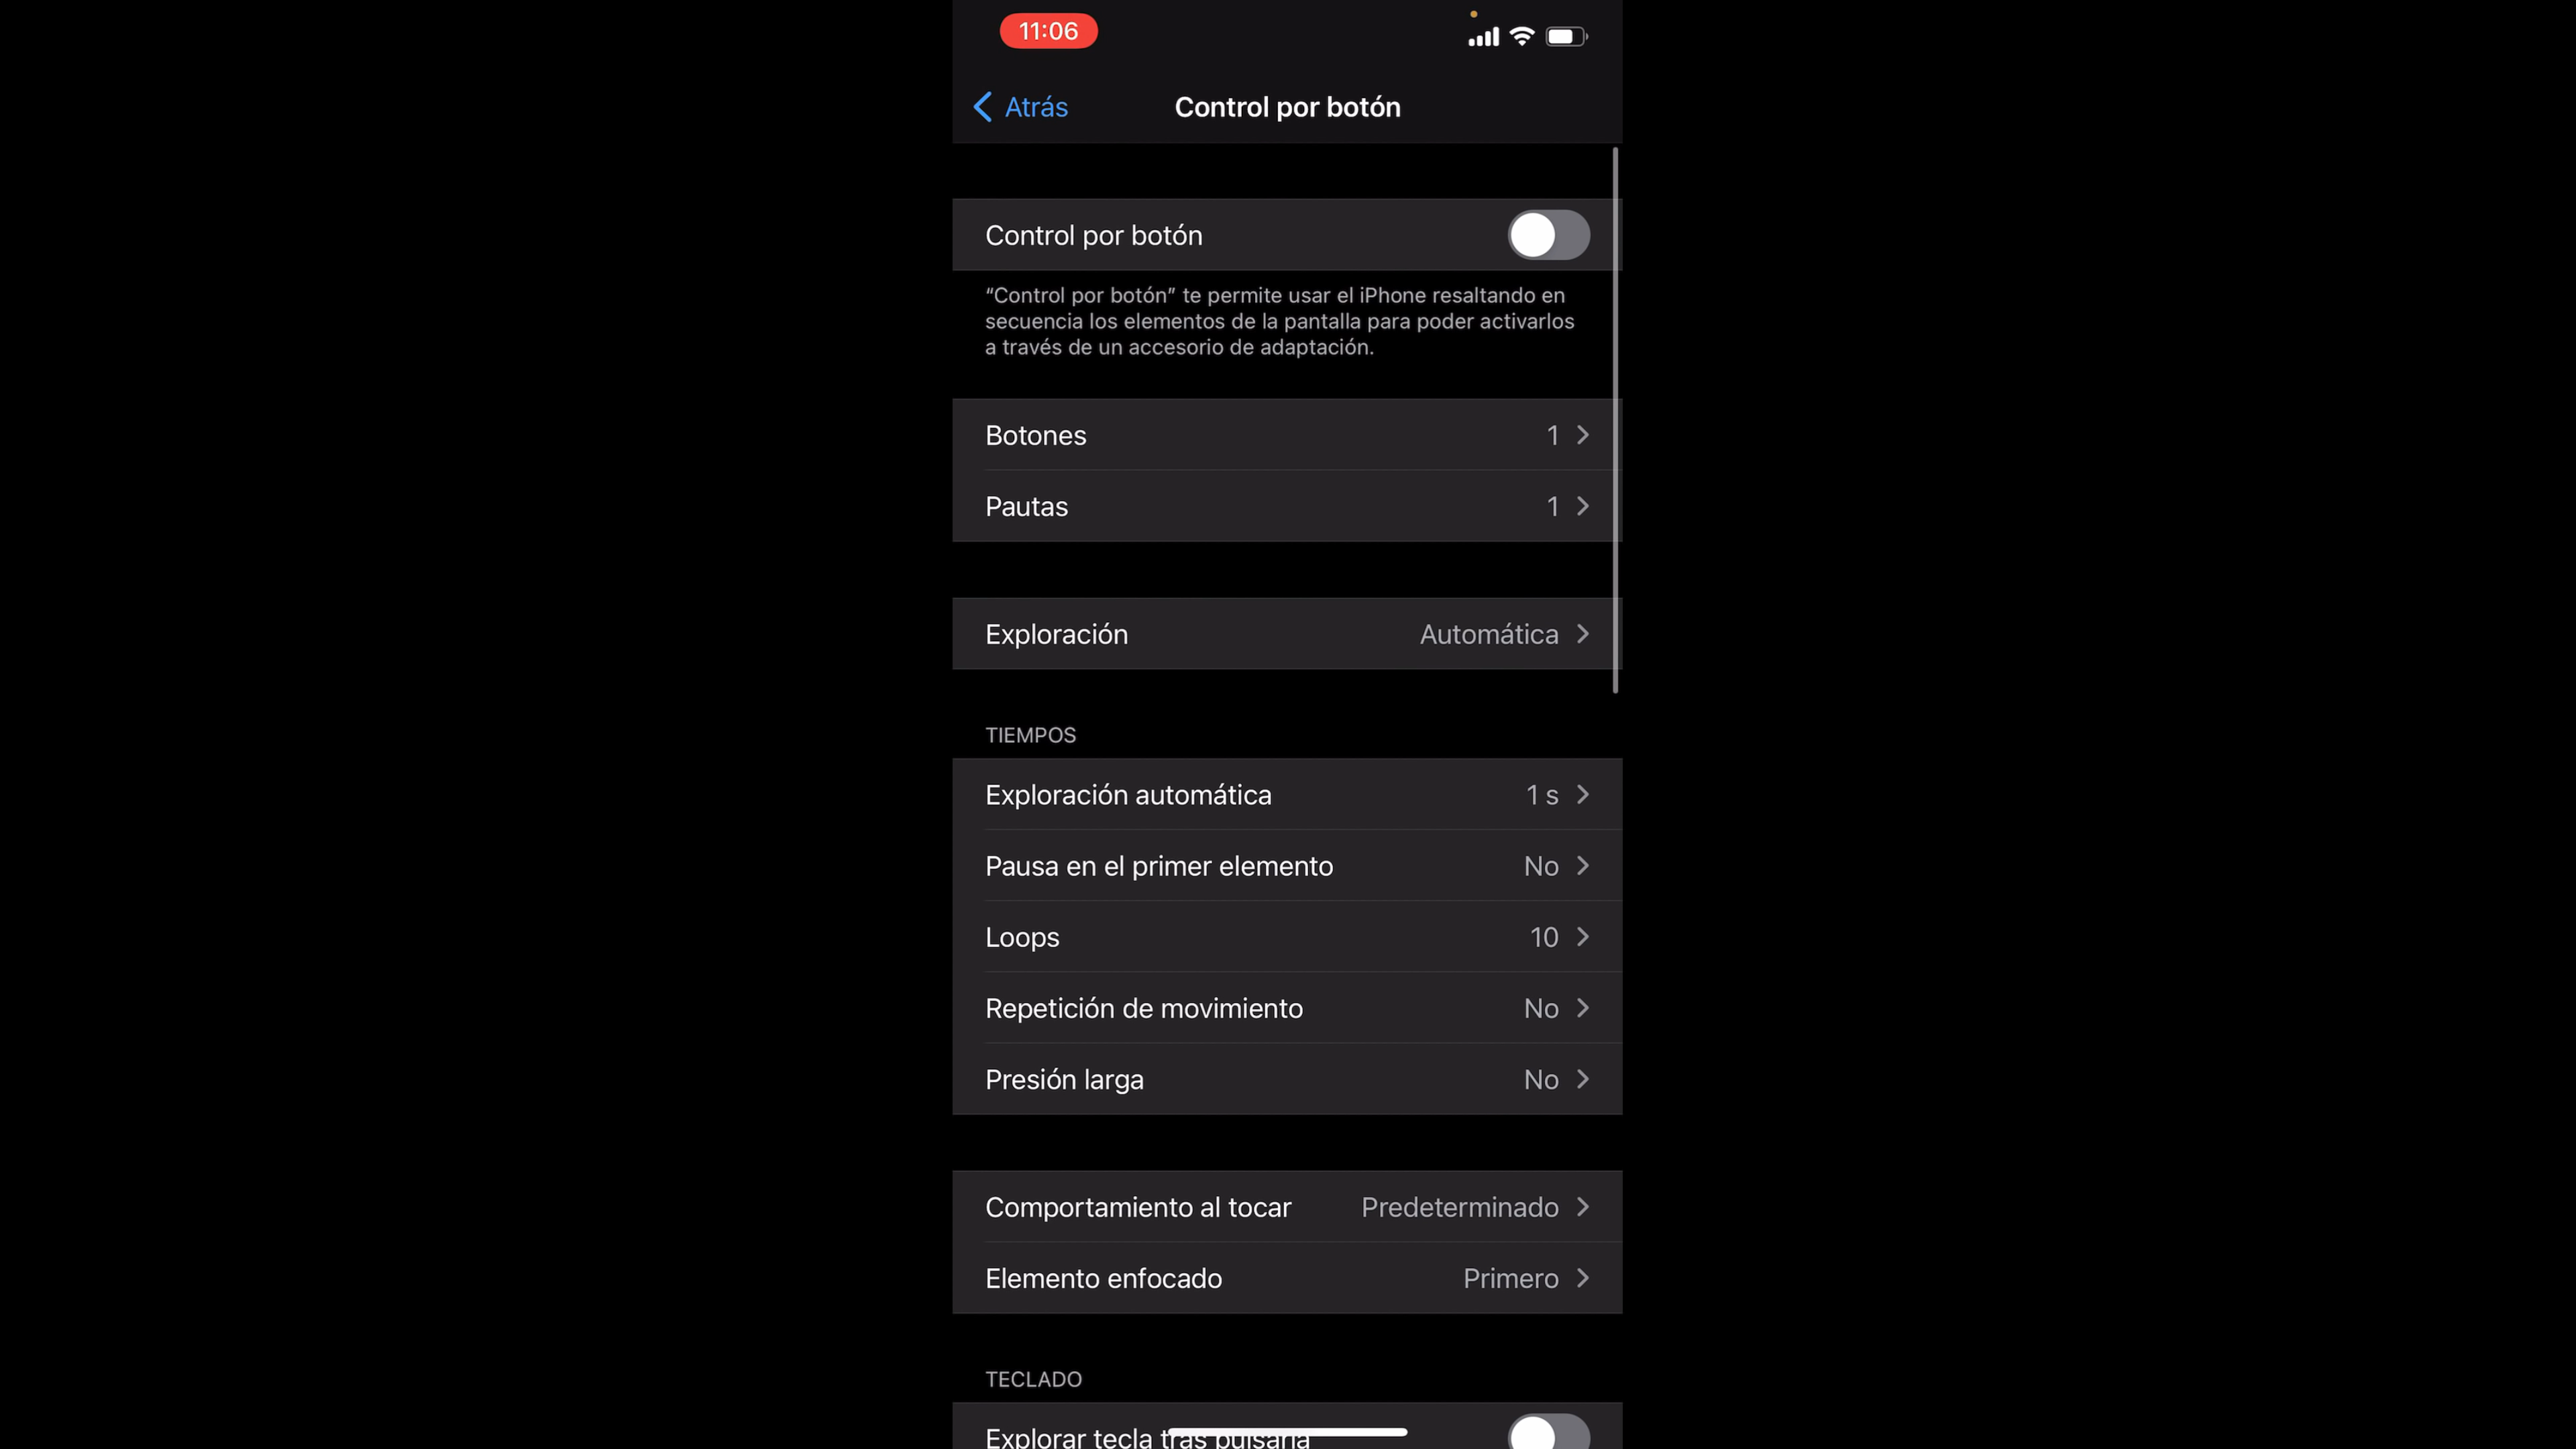 11:06
Atrás
Control por botón
Control por botón
“Control por botón” te permite usar el iPhone resaltando en
secuencia los elementos de la pantalla para poder activarlos
a través de un accesorio de adaptación.
Botones 1
Pautas 1
Exploración Automática
TIEMPOS
Exploración automática 1 s
Pausa en el primer elemento No
Loops 10
Repetición de movimiento No
Presión larga No
Comportamiento al tocar Predeterminado
Elemento enfocado Primero
TECLADO
Explorar tecla tras pulsarla